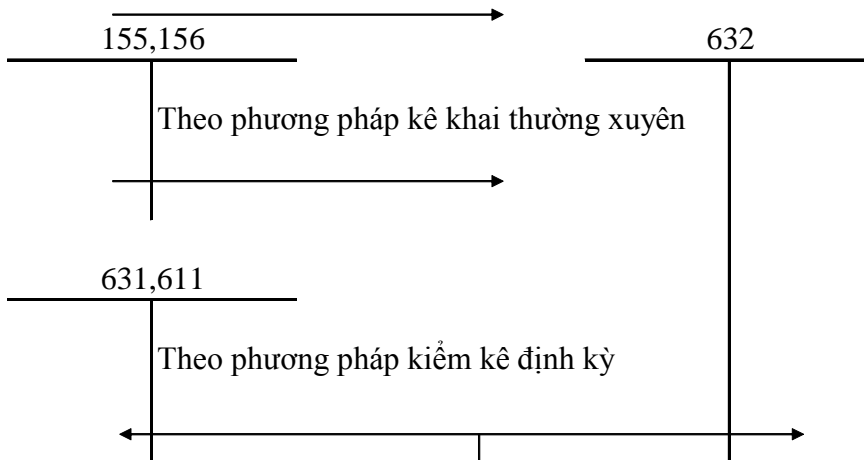 155,156
632
Theo phương pháp kê khai thường xuyên
631,611
Theo phương pháp kiểm kê định kỳ